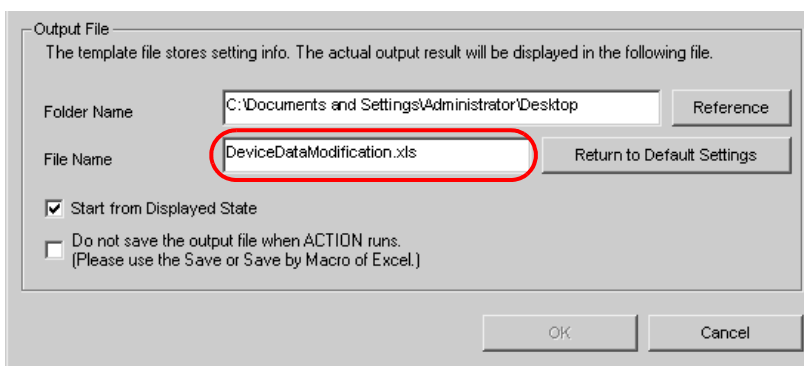 Output File
The template file stores setting info. The actual output result will be displayed in the following file.
Folder Name
C:\Documents and Settings\Administrator\Desktop
Reference
File Name
DeviceDataModification.xls
Return to Default Settings
Start from Displayed State
Do not save the output file when ACTION runs.
(Please use the Save or Save by Macro of Excel.)
OK
Cancel